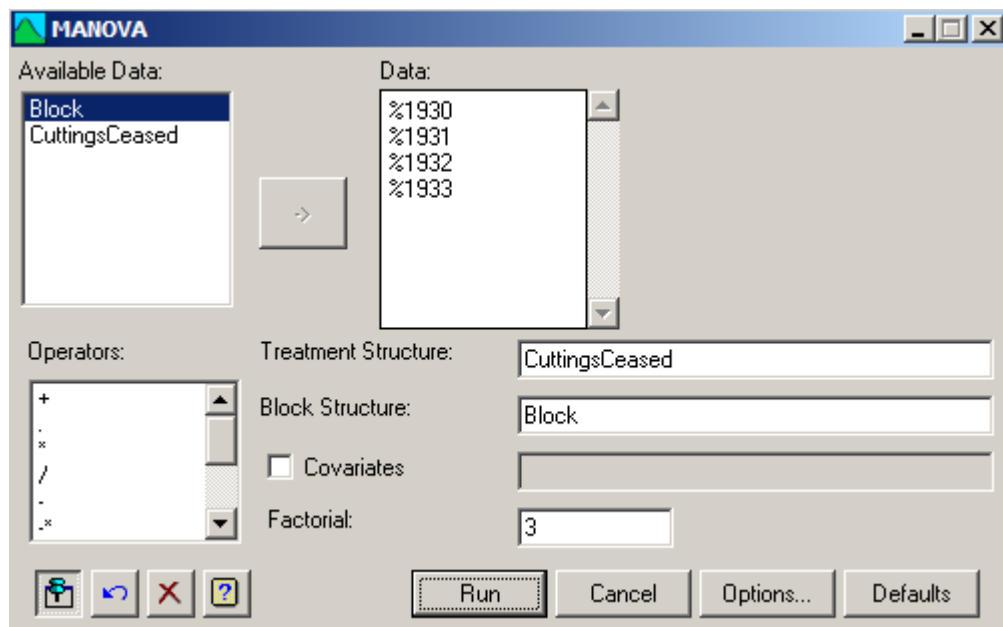 MANOVA
Available Data:
Data:
Block
CuttingsCeased
%1930
%1931
%1932
%1933
->
Operators:
+
.
*
/
-
-*
Treatment Structure:
CuttingsCeased
Block Structure:
Block
Covariates
Factorial:
3
?
Run
Cancel
Options...
Defaults